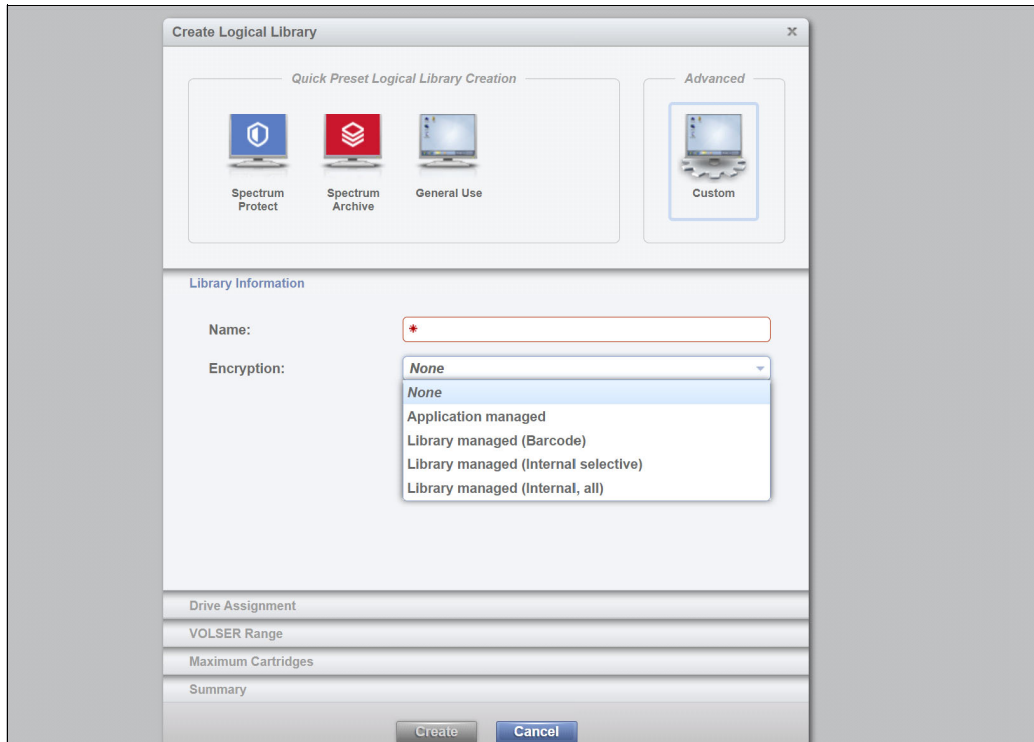 Create Logical Library
Quick Preset Logical Library Creation
Advanced
Spectrum
Protect
Spectrum
Archive
General Use
Custom
Library Information
Name:
*
Encryption:
None
None
Application managed
Library managed (Barcode)
Library managed (Internal selective)
Library managed (Internal, all)
Drive Assignment
VOLSER Range
Maximum Cartridges
Summary
Create
Cancel